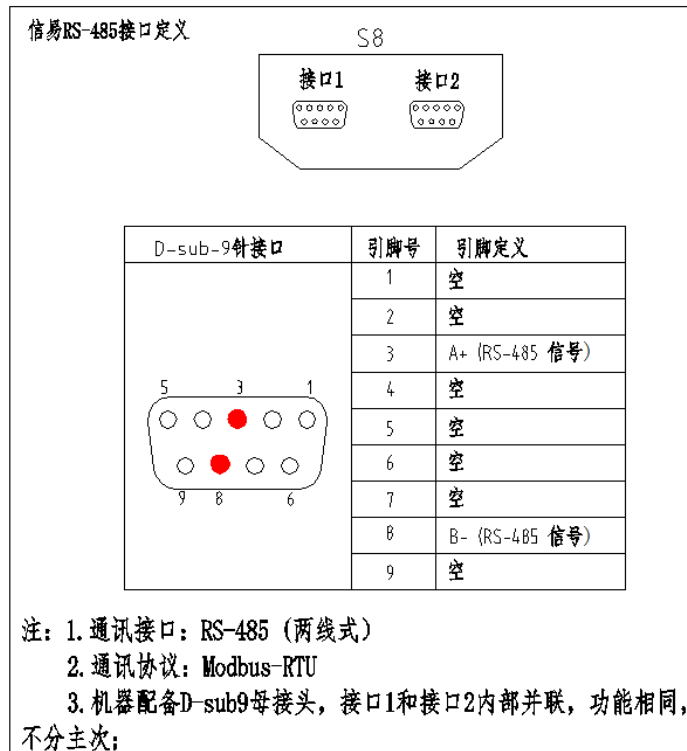 信易RS-485接口定义
S8
接口1 接口2
D-sub-9针接口 引脚号 引脚定义
1 空
2 空
3 A+ (RS-485 信号)
4 空
5 空
6 空
7 空
8 B- (RS-485 信号)
9 空
5 3 1
9 8 6
注: 1.通讯接口: RS-485 (两线式)
2.通讯协议: Modbus-RTU
3.机器配备D-sub9母接头, 接口1和接口2内部并联, 功能相同,
不分主次;